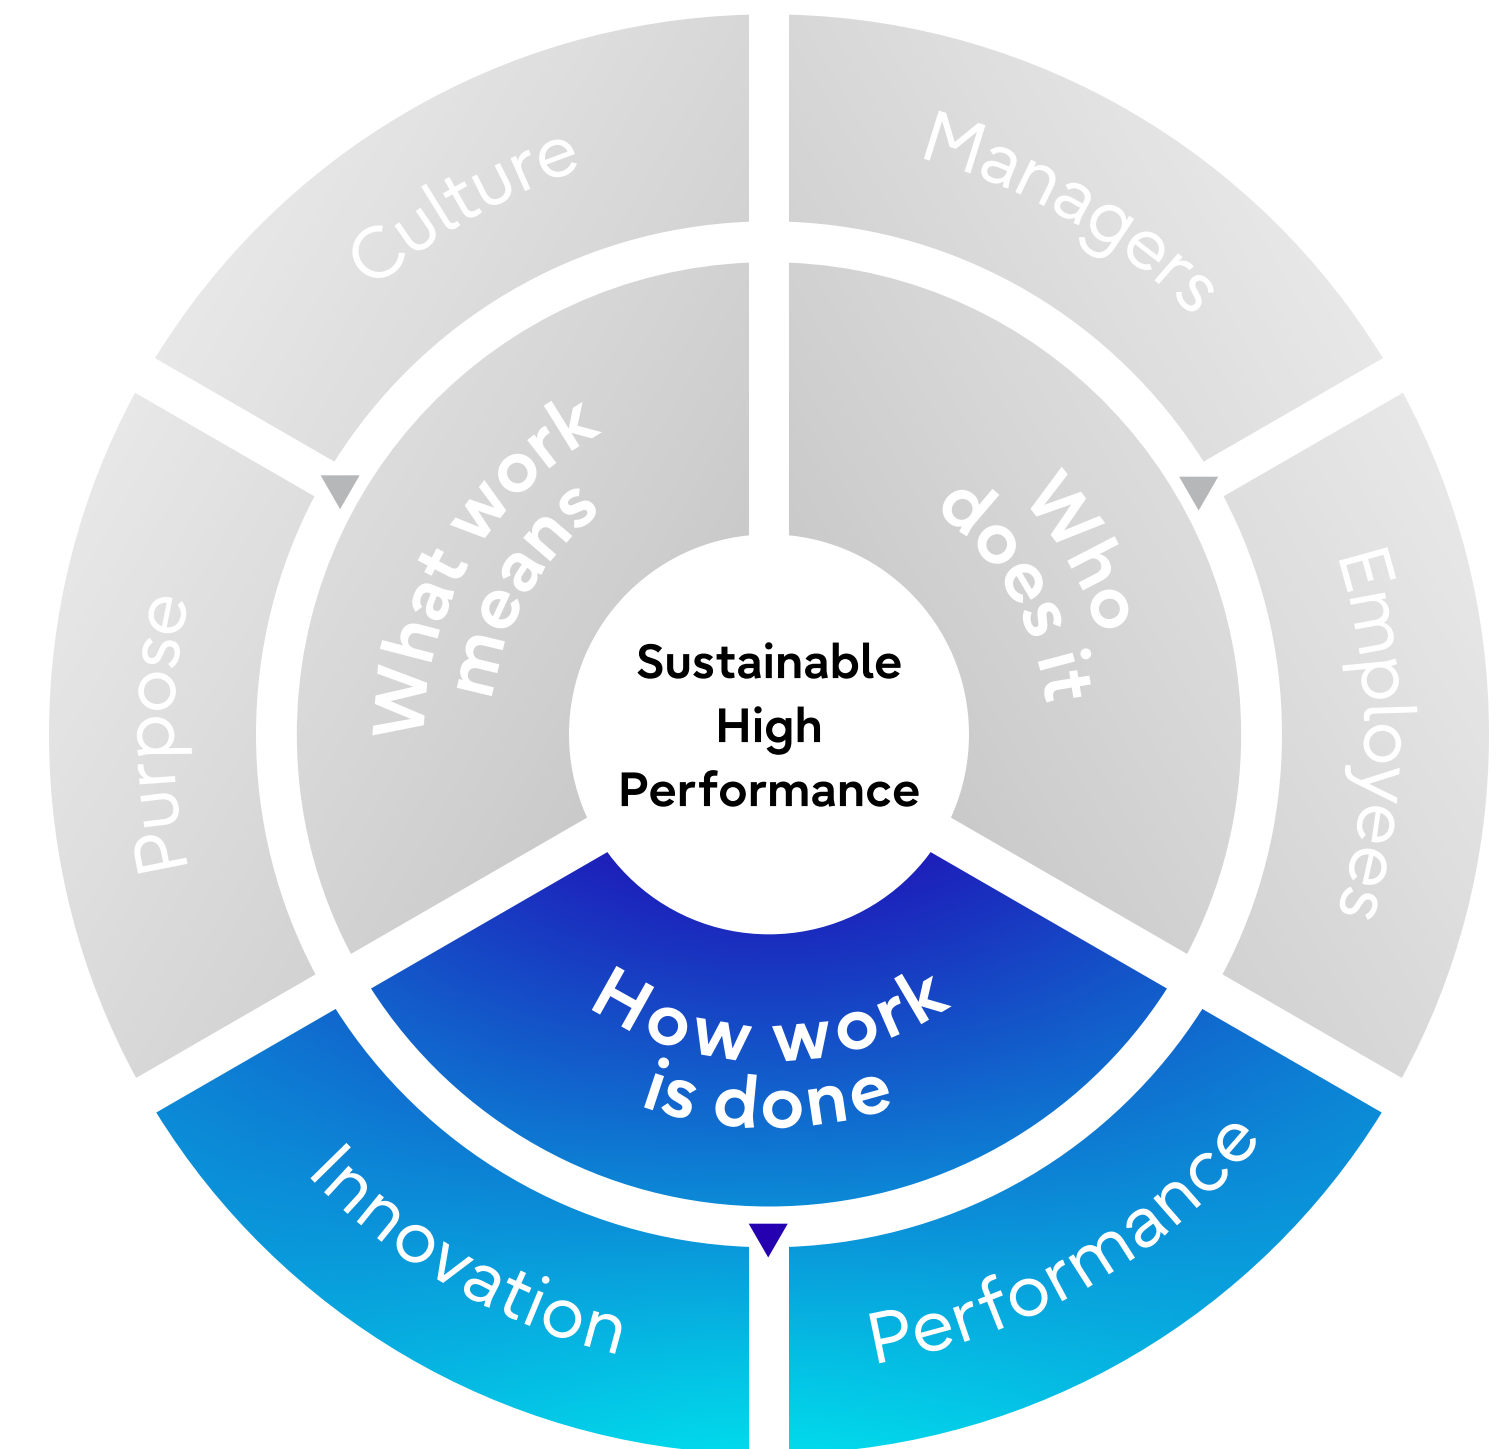 Culture
Managers
Purpose
What work
means
Who
does it
Employees
Sustainable
High
Performance
How work
is done
Innovation
Performance